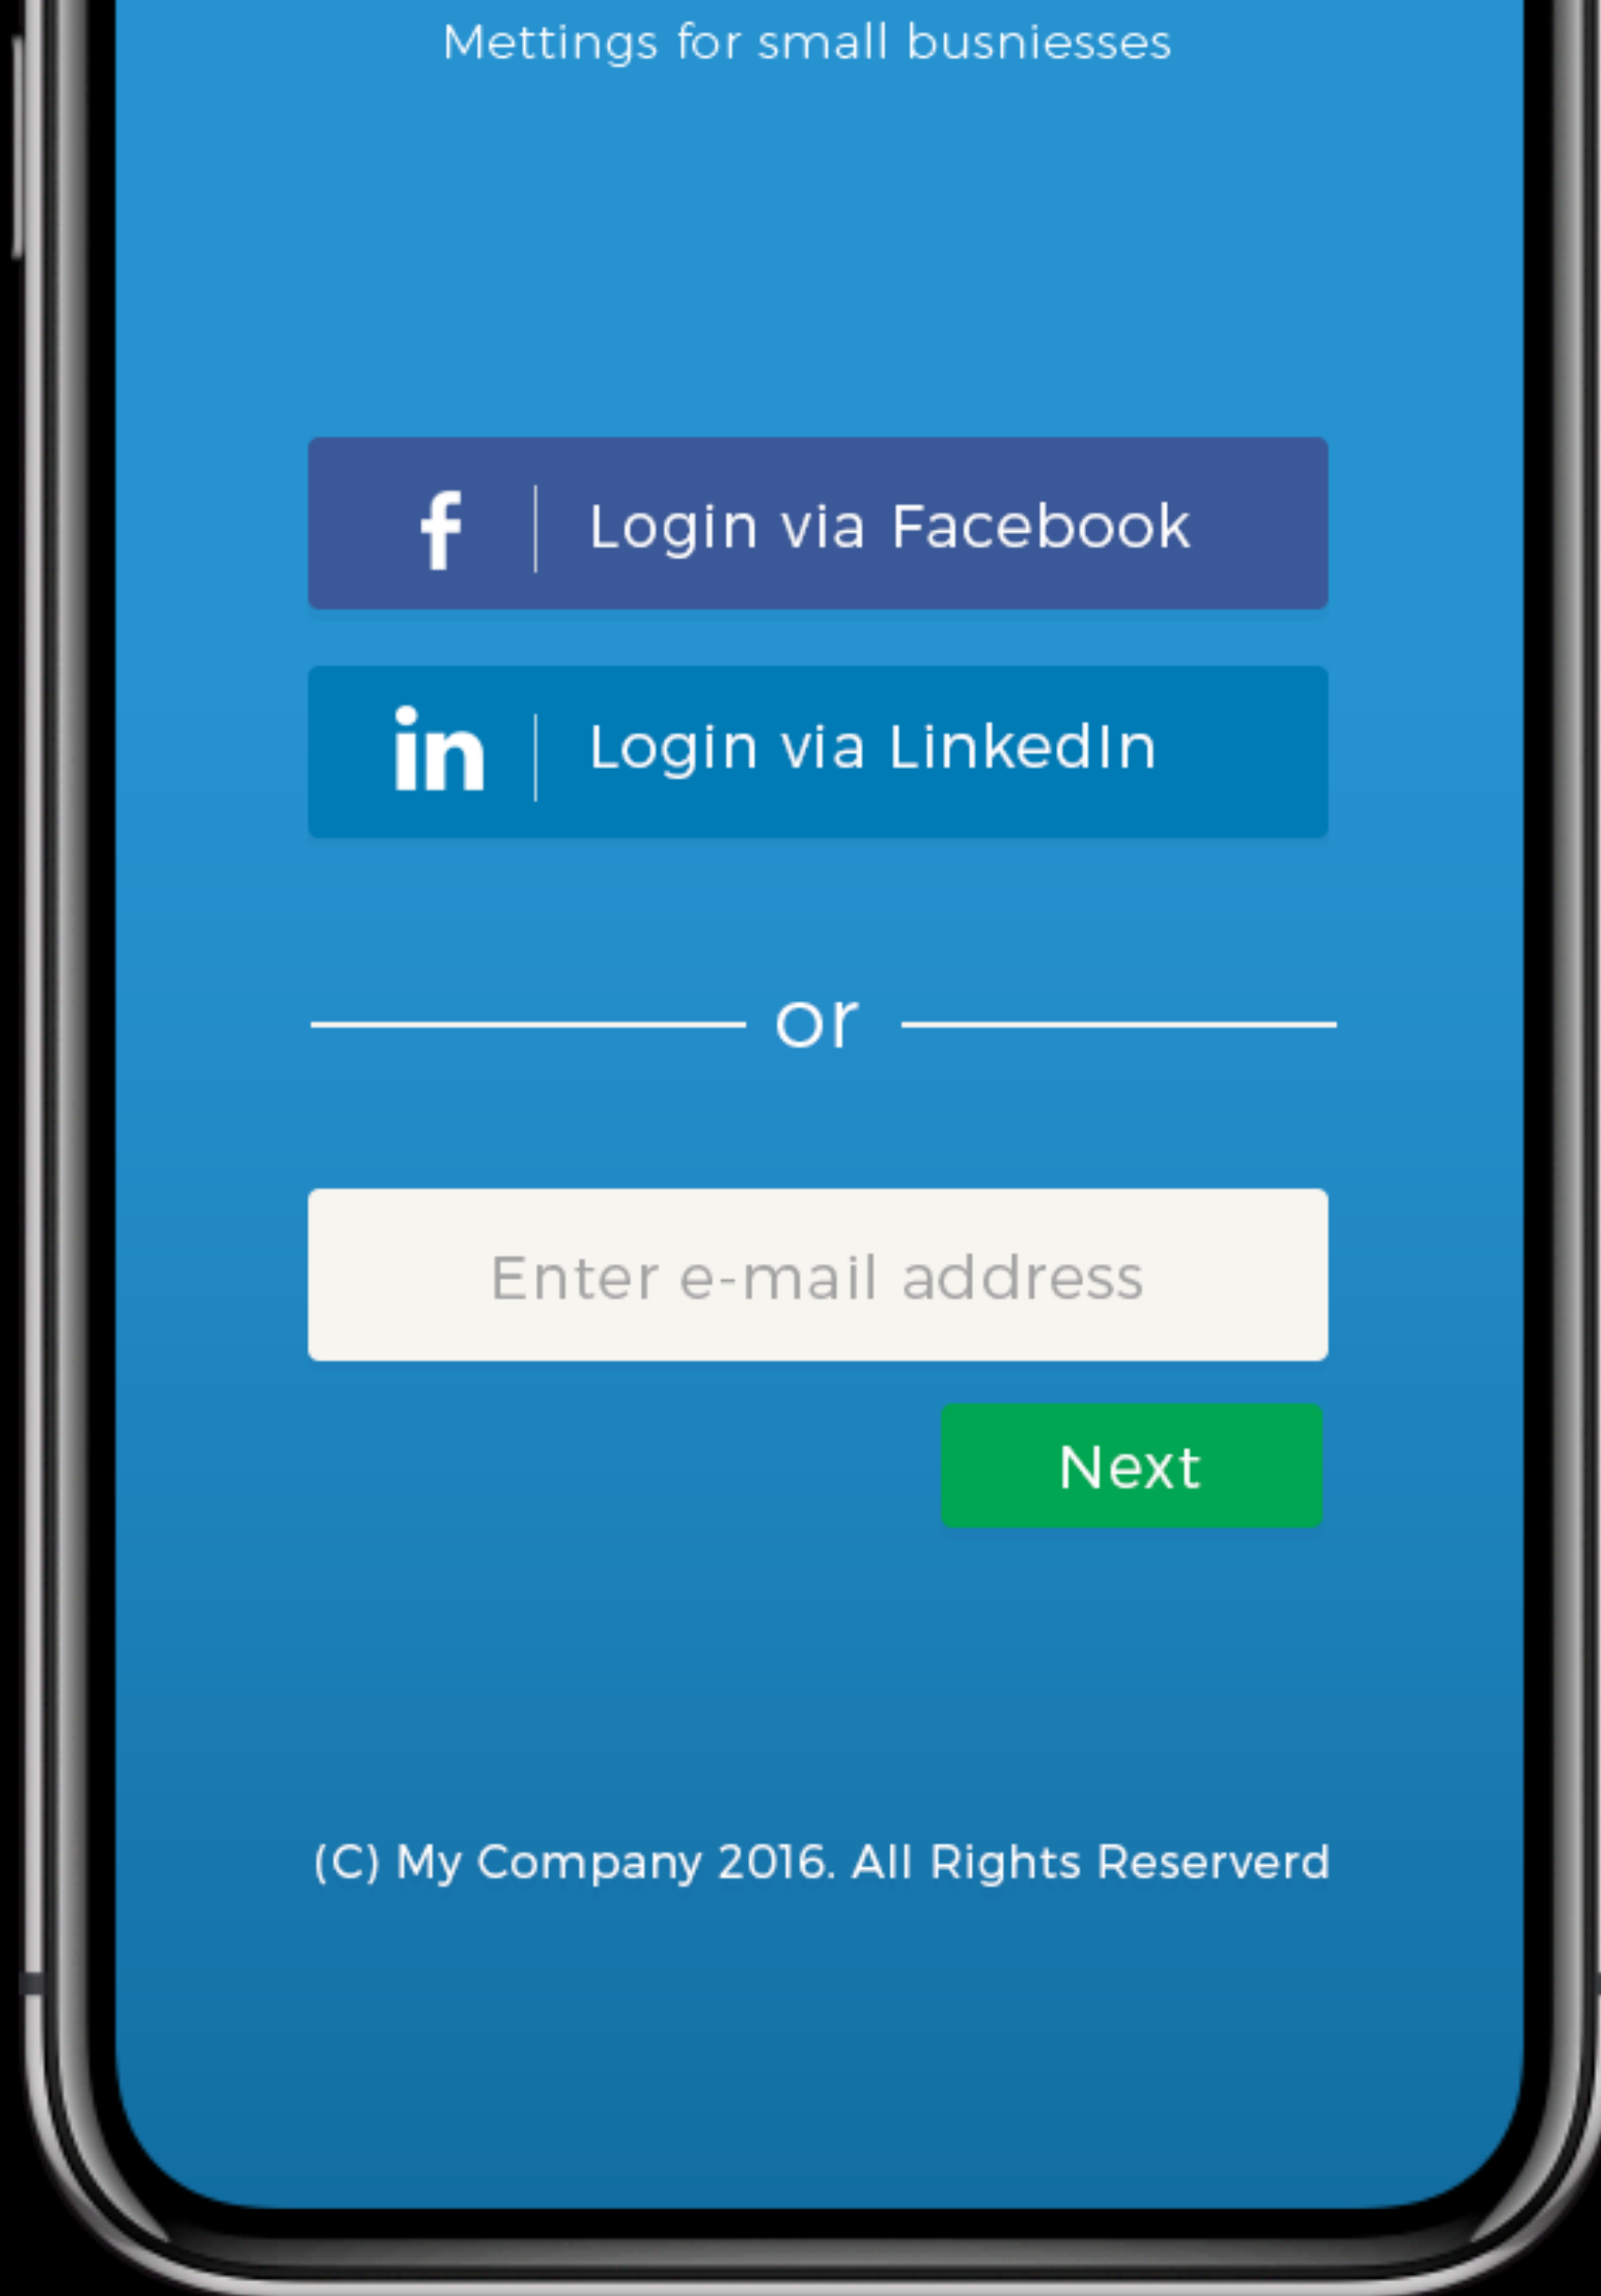 Mettings for small busniesses
f Login via Facebook
in Login via LinkedIn
or
Enter e-mail address
Next
(C) My Company 2016. All Rights Reserverd